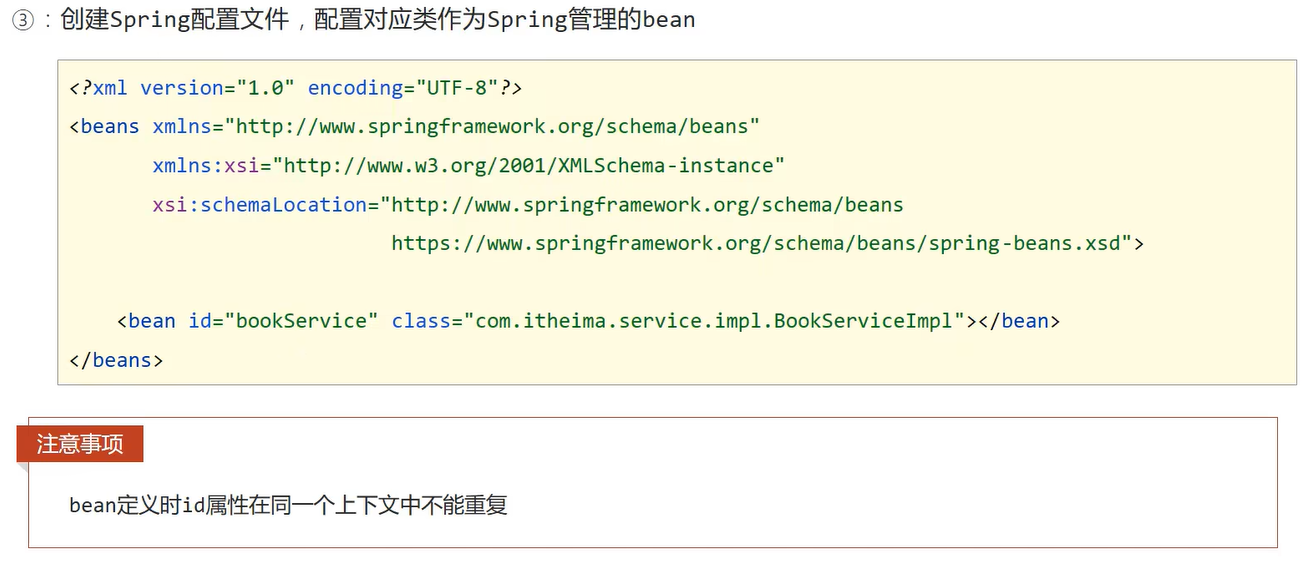 ③：创建Spring配置文件，配置对应类作为Spring管理的bean
<?xml version="1.0" encoding="UTF-8"?>
<beans xmlns="http://www.springframework.org/schema/beans"
xmlns:xsi="http://www.w3.org/2001/XMLSchema-instance"
xsi:schemaLocation="http://www.springframework.org/schema/beans
https://www.springframework.org/schema/beans/spring-beans.xsd">
<bean id="bookService" class="com.itheima.service.impl.BookServiceImpl"></bean>
</beans>
注意事项
bean定义时id属性在同一个上下文中不能重复